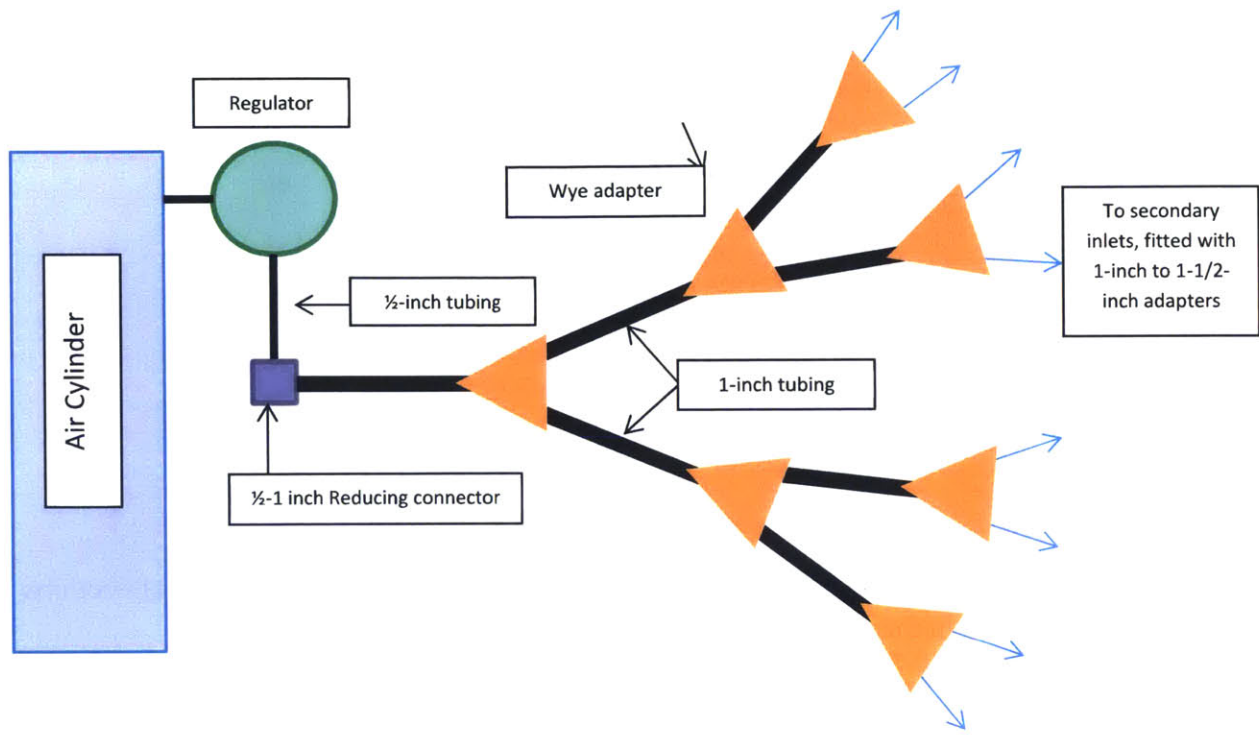 Regulator
Wye adapter
To secondary
inlets, fitted with
1-inch to 1-1/2-
inch adapters
Air Cylinder
½-inch tubing
1-inch tubing
½-1 inch Reducing connector